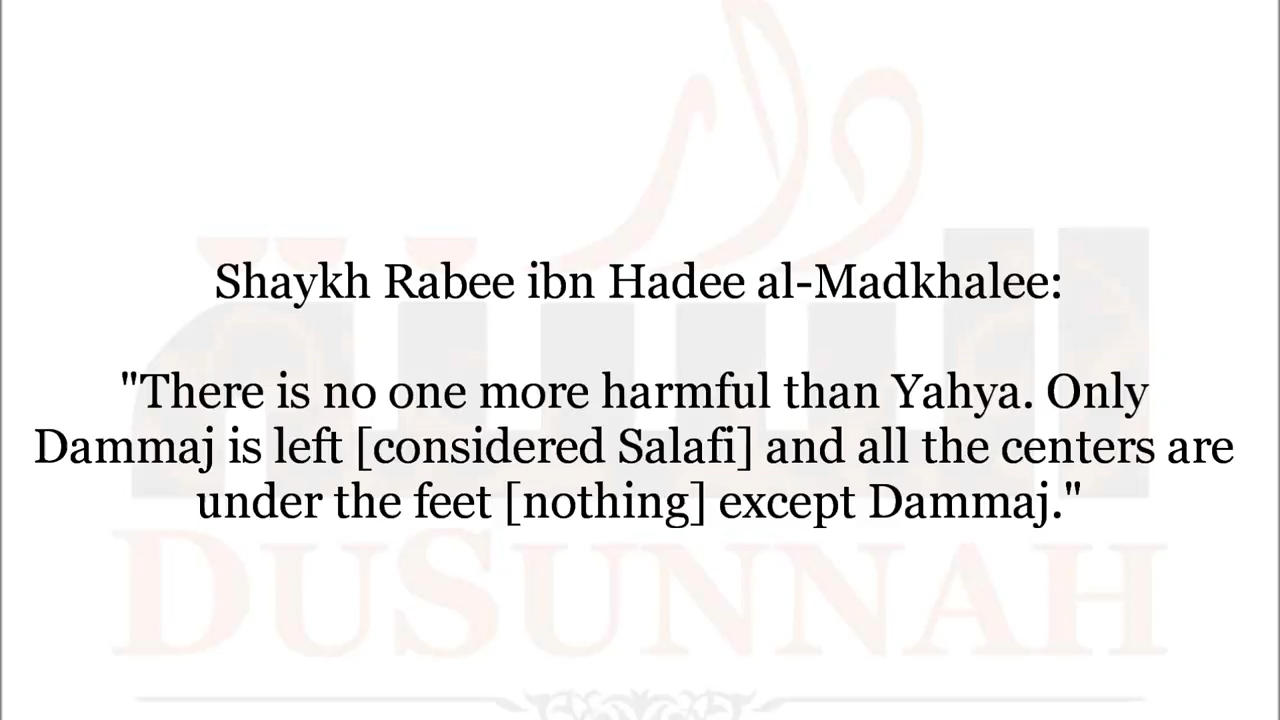 Shaykh Rabee ibn Hadee al-Madkhalee:
"There is no one more harmful than Yahya. Only
Dammaj is left [considered Salafi] and all the centers are
under the feet [nothing] except Dammaj."
DUSUNNAH